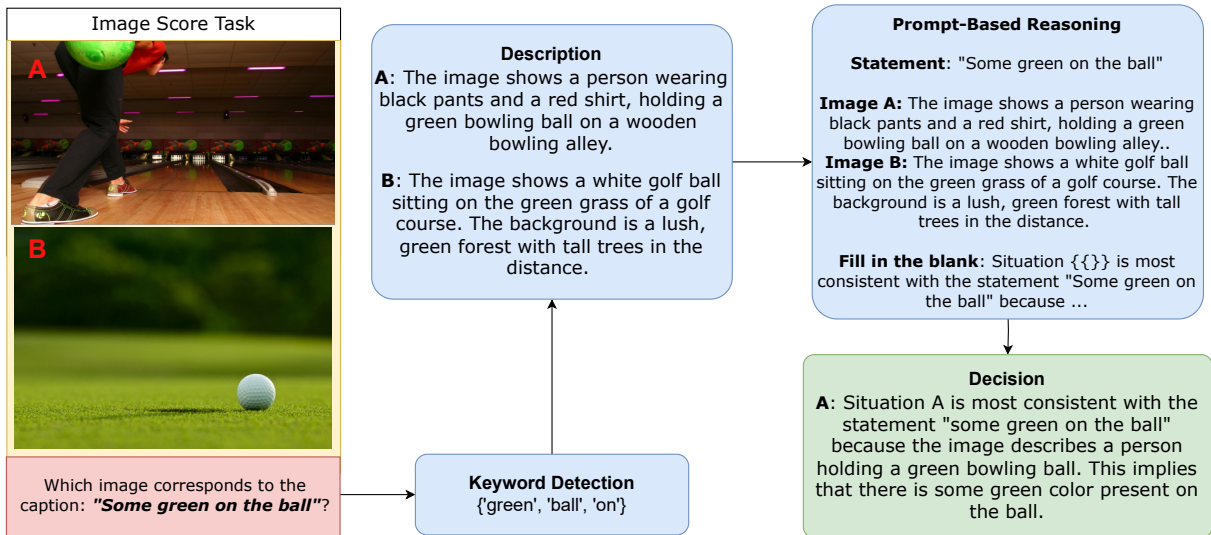 Image Score Task
A
B
Which image corresponds to the
caption: "Some green on the ball"?
Keyword Detection
{'green', 'ball', 'on'}
Description
A: The image shows a person wearing
black pants and a red shirt, holding a
green bowling ball on a wooden
bowling alley.
B: The image shows a white golf ball
sitting on the green grass of a golf
course. The background is a lush,
green forest with tall trees in the
distance.
Prompt-Based Reasoning
Statement: "Some green on the ball"
Image A: The image shows a person wearing
black pants and a red shirt, holding a green
bowling ball on a wooden bowling alley..
Image B: The image shows a white golf ball
sitting on the green grass of a golf course. The
background is a lush, green forest with tall
trees in the distance.
Fill in the blank: Situation {{}} is most
consistent with the statement "Some green on
the ball" because ...
Decision
A: Situation A is most consistent with the
statement "some green on the ball"
because the image describes a person
holding a green bowling ball. This implies
that there is some green color present on
the ball.